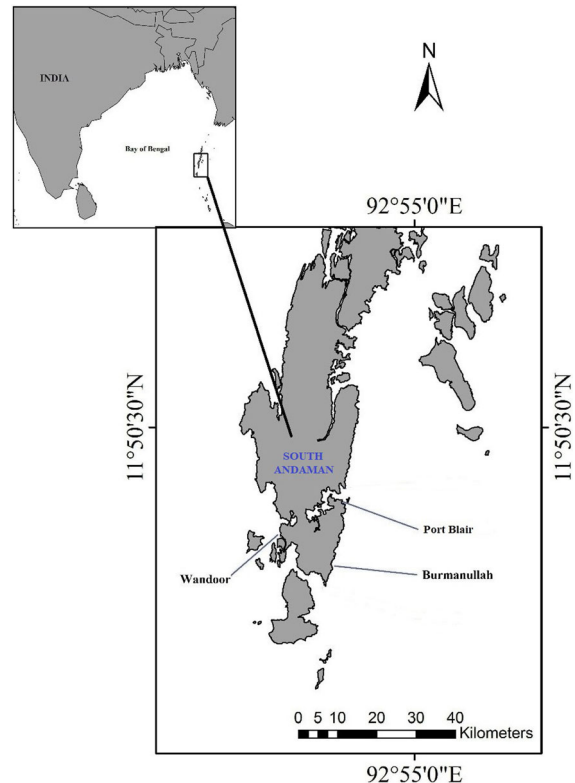 INDIA
Bay of Bengal
N
92°55'0"E
11°50'30"N
11°50'30"N
SOUTH
ANDAMAN
Port Blair
Wandoor
Burmanullah
0 5 10 20 30 40
Kilometers
92°55'0"E